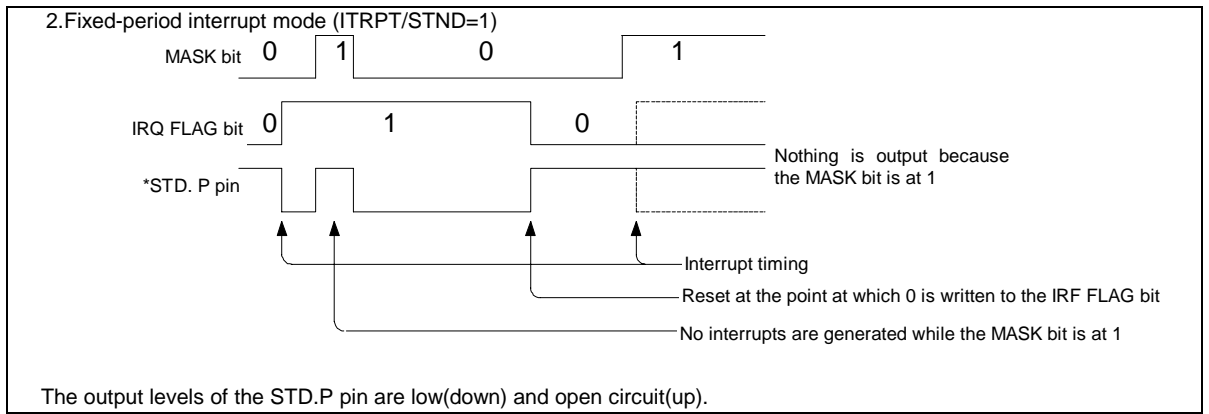 2.Fixed-period interrupt mode (ITRPT/STND=1)
MASK bit 0 1 0 1
IRQ FLAG bit 0 1 0
Nothing is output because
the MASK bit is at 1
*STD. P pin
Interrupt timing
Reset at the point at which 0 is written to the IRF FLAG bit
No interrupts are generated while the MASK bit is at 1
The output levels of the STD.P pin are low(down) and open circuit(up).